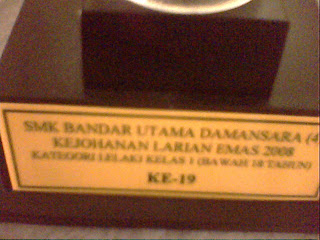 SMK BANDAR UTAMA DAMANSARA (4
KEJOHANAN LARIAN EMAS 2008
KATEGORI LELAKI KELAS 1 (BAWAH 18 TAHUN)
KE-19